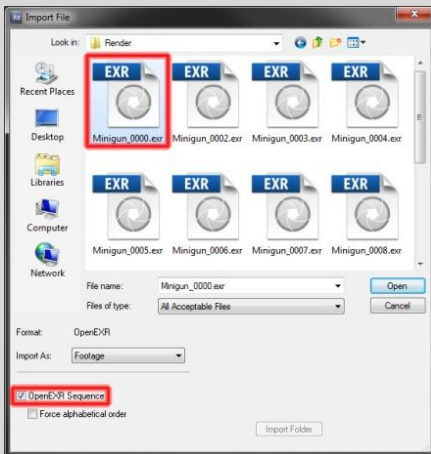 Ae Import File
Look in: Render
Recent Places
Desktop
Libraries
Computer
Network
EXR EXR EXR EXR
Minigun_0000.exr Minigun_0002.exr Minigun_0003.exr Minigun_0004.exr
EXR EXR EXR EXR
Minigun_0005.exr Minigun_0006.exr Minigun_0007.exr Minigun_0008.exr
File name: Minigun_0000.exr Open
Files of type: All Acceptable Files Cancel
Format: OpenEXR
Import As: Footage
OpenEXR Sequence
Force alphabetical order
Import Folder